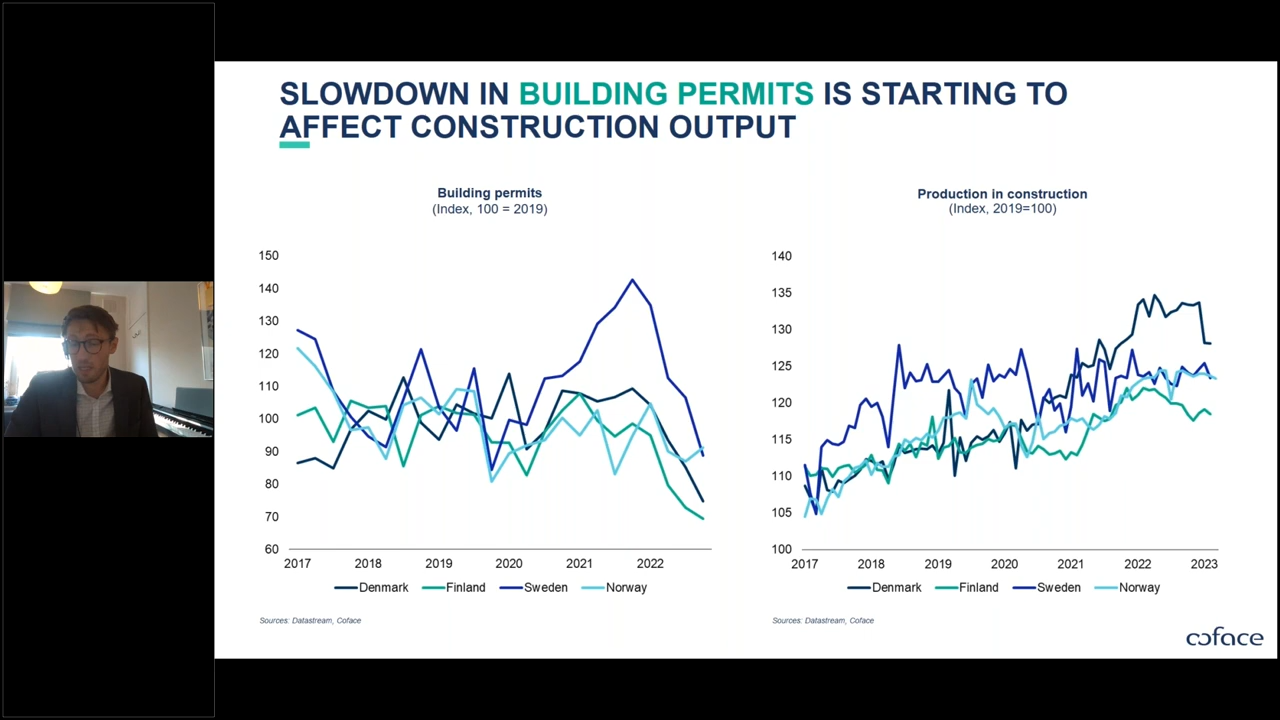 SLOWDOWN IN BUILDING PERMITS IS STARTING TO
AFFECT CONSTRUCTION OUTPUT
Building permits
(Index, 100 = 2019)
150
140
130
120
110
100
90
80
70
60
2017 2018 2019 2020 2021 2022
Denmark Finland Sweden Norway
Sources: Datastream, Coface
Production in construction
(Index, 2019=100)
140
135
130
125
120
115
110
105
100
2017 2018 2019 2020 2021 2022 2023
Denmark Finland Sweden Norway
Sources: Datastream, Coface
coface